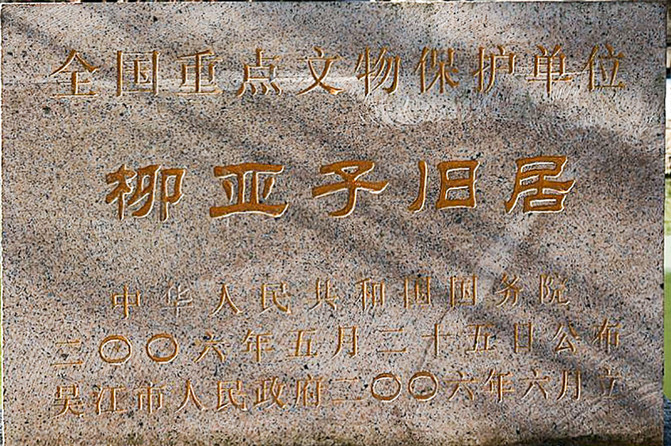 全国重点文物保护单位
柳亚子旧居
中华人民共和国国务院
二〇〇六年五月二十五日公布
吴江市人民政府二〇〇六年六月立